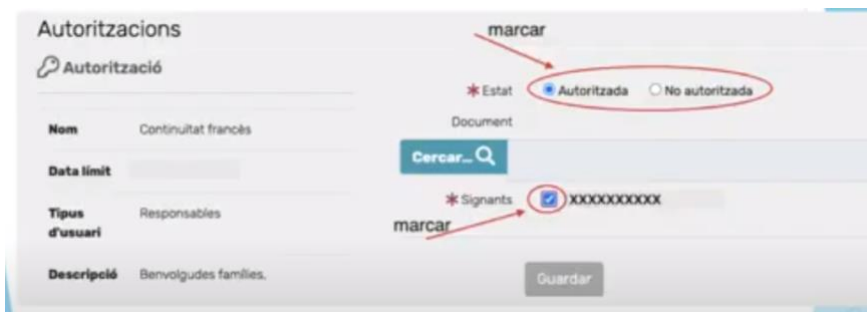 Autoritzacions
Autorització
Nom Continuïtat francès
Data límit
Tipus d'usuari Responsables
Descripció Benvolgudes famílies,
marcar
* Estat Autoritzada No autoritzada
Document
Cercar... Q
* Signants XXXXXXXXXX
marcar
Guardar